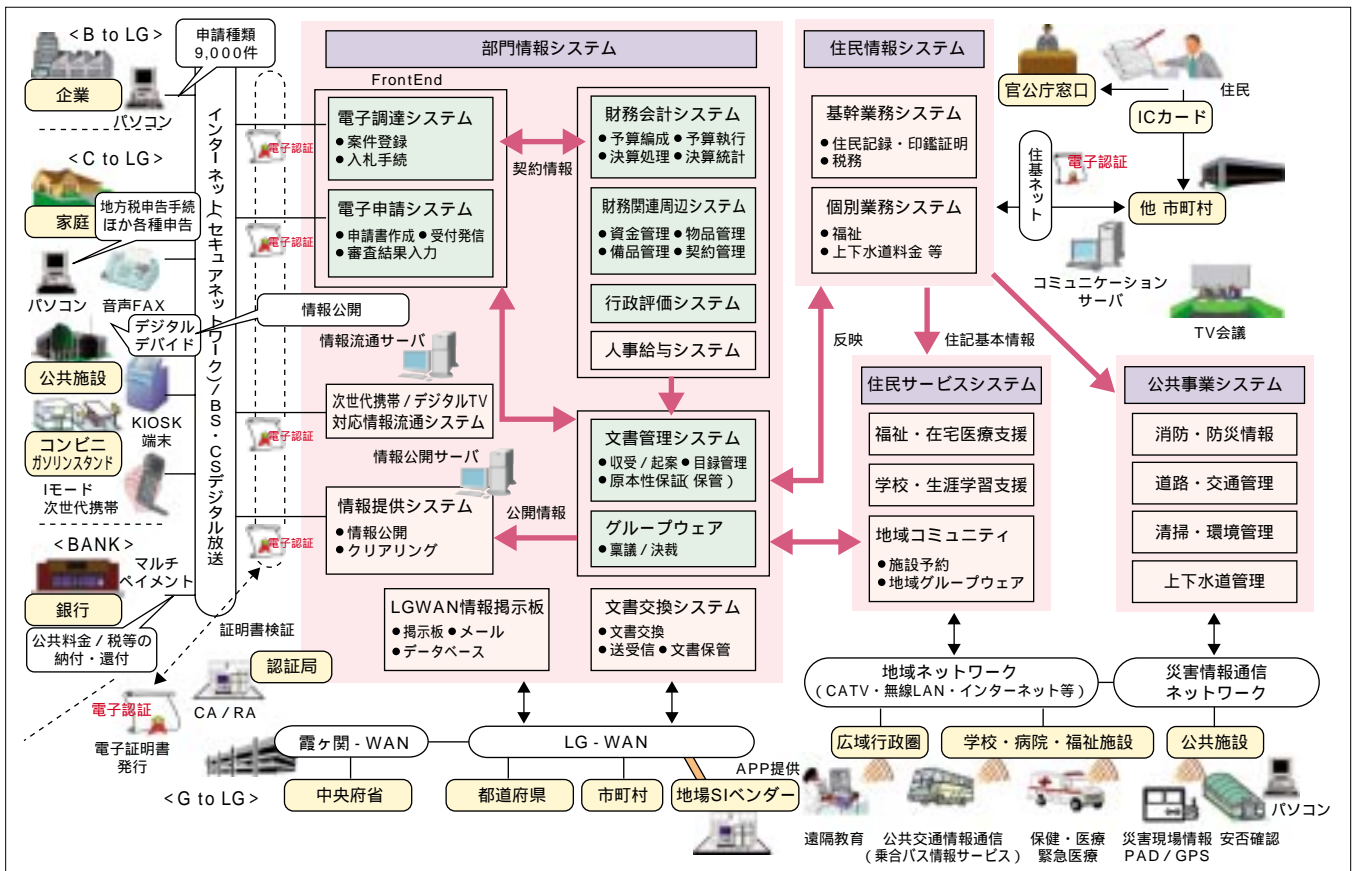 <B to LG>
申請種類
9,000件
企業
パソコン
<C to LG>
家庭
地方税申告手続
ほか各種申告
パソコン
音声FAX
デジタル
デバイド
情報公開
公共施設
KIOSK
端末
コンビニ
ガソリンスタンド
Iモード
次世代携帯
<BANK>
マルチ
ペイメント
銀行
公共料金/税等の
納付・還付
インターネット(セキュアネットワーク)/BS・CSデジタル放送
電子認証
電子認証
電子認証
電子認証
証明書検証
認証局
CA/RA
電子認証
電子証明書
発行
<G to LG>
部門情報システム
FrontEnd
電子調達システム
●案件登録
●入札手続
電子申請システム
●申請書作成 ●受付発信
●審査結果入力
契約情報
財務会計システム
●予算編成 ●予算執行
●決算処理 ●決算統計
財務関連周辺システム
●資金管理 ●物品管理
●備品管理 ●契約管理
行政評価システム
人事給与システム
情報流通サーバ
次世代携帯/デジタルTV
対応情報流通システム
情報公開サーバ
情報提供システム
●情報公開
●クリアリング
公開情報
文書管理システム
●収受/起案 ●目録管理
●原本性保証(保管)
グループウェア
●稟議/決裁
LGWAN情報掲示板
●掲示板 ●メール
●データベース
文書交換システム
●文書交換
●送受信 ●文書保管
霞ヶ関-WAN
LG-WAN
中央府省
都道府県
市町村
地場SIベンダー
APP提供
住民情報システム
基幹業務システム
●住民記録・印鑑証明
●税務
個別業務システム
●福祉
●上下水道料金 等
官公庁窓口
住民
ICカード
住基ネット
電子認証
他 市町村
コミュニケーション
サーバ
TV会議
反映
住記基本情報
住民サービスシステム
福祉・在宅医療支援
学校・生涯学習支援
地域コミュニティ
●施設予約
●地域グループウェア
公共事業システム
消防・防災情報
道路・交通管理
清掃・環境管理
上下水道管理
地域ネットワーク
(CATV・無線LAN・インターネット等)
災害情報通信
ネットワーク
広域行政圏
学校・病院・福祉施設
公共施設
パソコン
遠隔教育
公共交通情報通信
(乗合バス情報サービス)
保健・医療
緊急医療
災害現場情報
PAD/GPS
安否確認